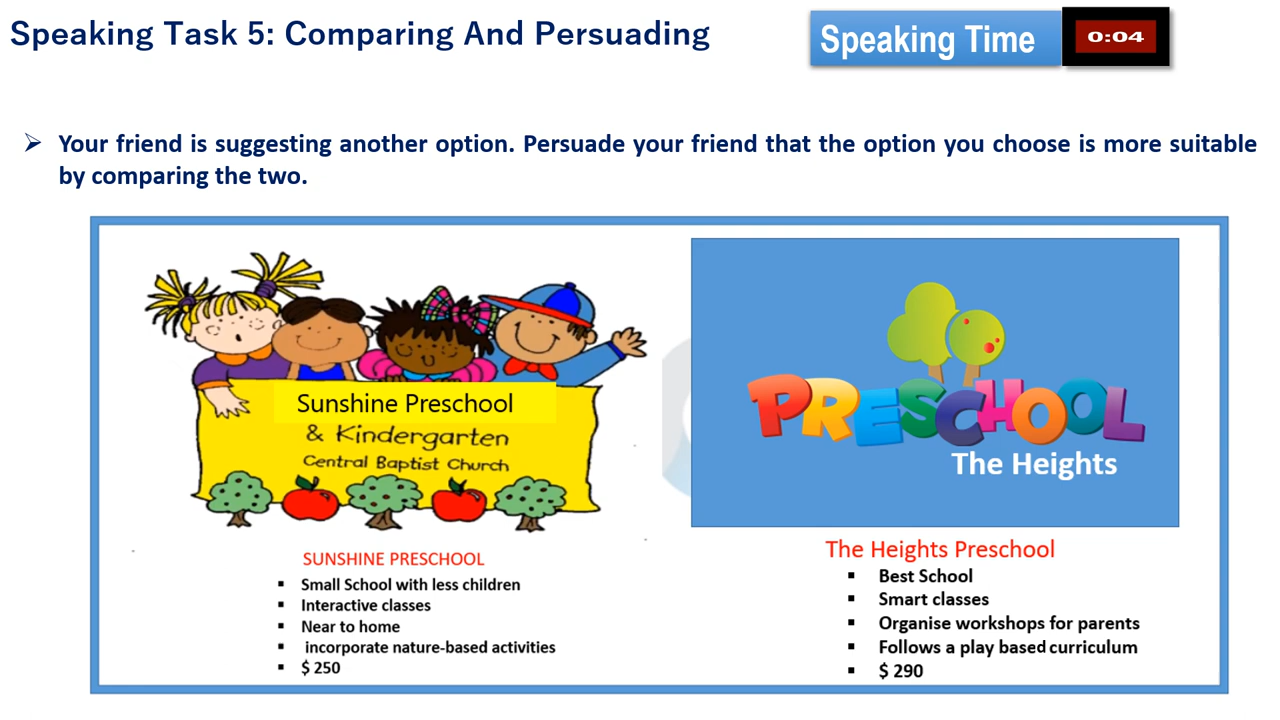 Speaking Task 5: Comparing And Persuading
Speaking Time
0:04
Your friend is suggesting another option. Persuade your friend that the option you choose is more suitable
by comparing the two.
Sunshine Preschool
& Kindergarten
Central Baptist Church
SUNSHINE PRESCHOOL
Small School with less children
Interactive classes
Near to home
incorporate nature-based activities
$ 250
PRESCHOOL
The Heights
The Heights Preschool
Best School
Smart classes
Organise workshops for parents
Follows a play based curriculum
$ 290